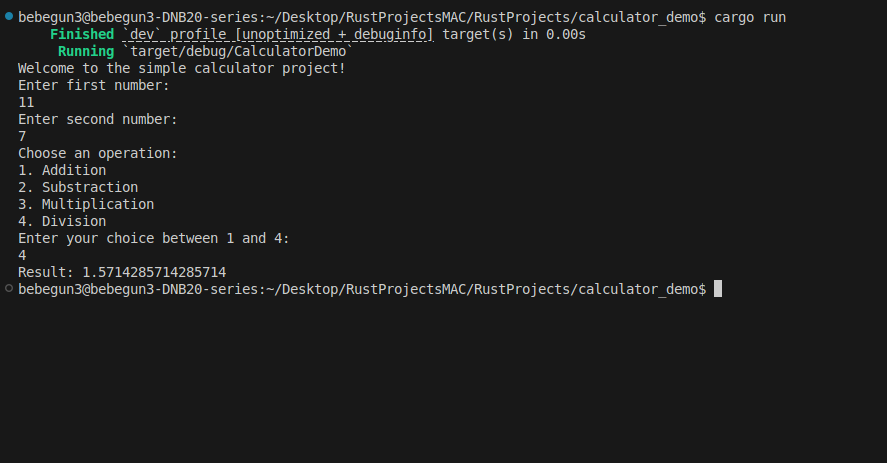 bebegun3@bebegun3-DNB20-series:~/Desktop/RustProjectsMAC/RustProjects/calculator_demo$ cargo run
    Finished `dev` profile [unoptimized + debuginfo] target(s) in 0.00s
     Running `target/debug/CalculatorDemo`
Welcome to the simple calculator project!
Enter first number:
11
Enter second number:
7
Choose an operation:
1. Addition
2. Substraction
3. Multiplication
4. Division
Enter your choice between 1 and 4:
4
Result: 1.5714285714285714
bebegun3@bebegun3-DNB20-series:~/Desktop/RustProjectsMAC/RustProjects/calculator_demo$